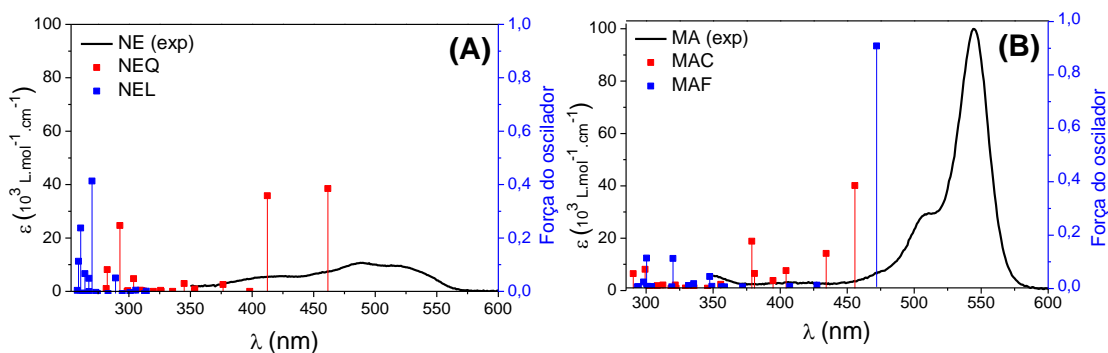 (A)
NE (exp)
NEQ
NEL
ε (10³ L.mol⁻¹.cm⁻¹)
100
80
60
40
20
0
1,0
0,8
0,6
0,4
0,2
0,0
Força do oscilador
300 350 400 450 500 550 600
λ (nm)
(B)
MA (exp)
MAC
MAF
ε (10³ L.mol⁻¹.cm⁻¹)
100
80
60
40
20
0
1,0
0,8
0,6
0,4
0,2
0,0
Força do oscilador
300 350 400 450 500 550 600
λ (nm)